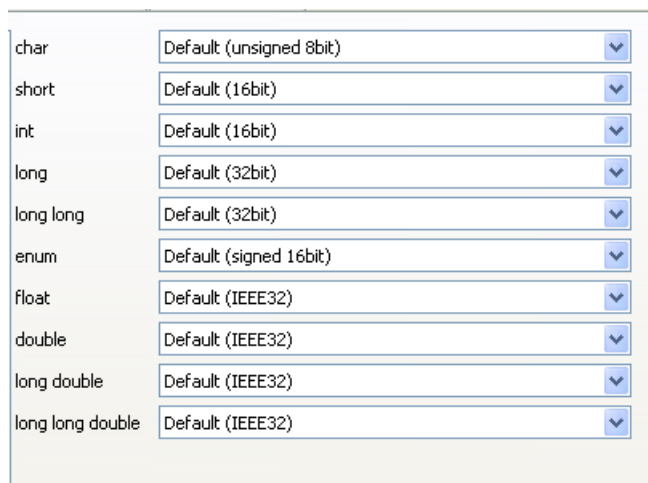 char Default (unsigned 8bit)
short Default (16bit)
int Default (16bit)
long Default (32bit)
long long Default (32bit)
enum Default (signed 16bit)
float Default (IEEE32)
double Default (IEEE32)
long double Default (IEEE32)
long long double Default (IEEE32)